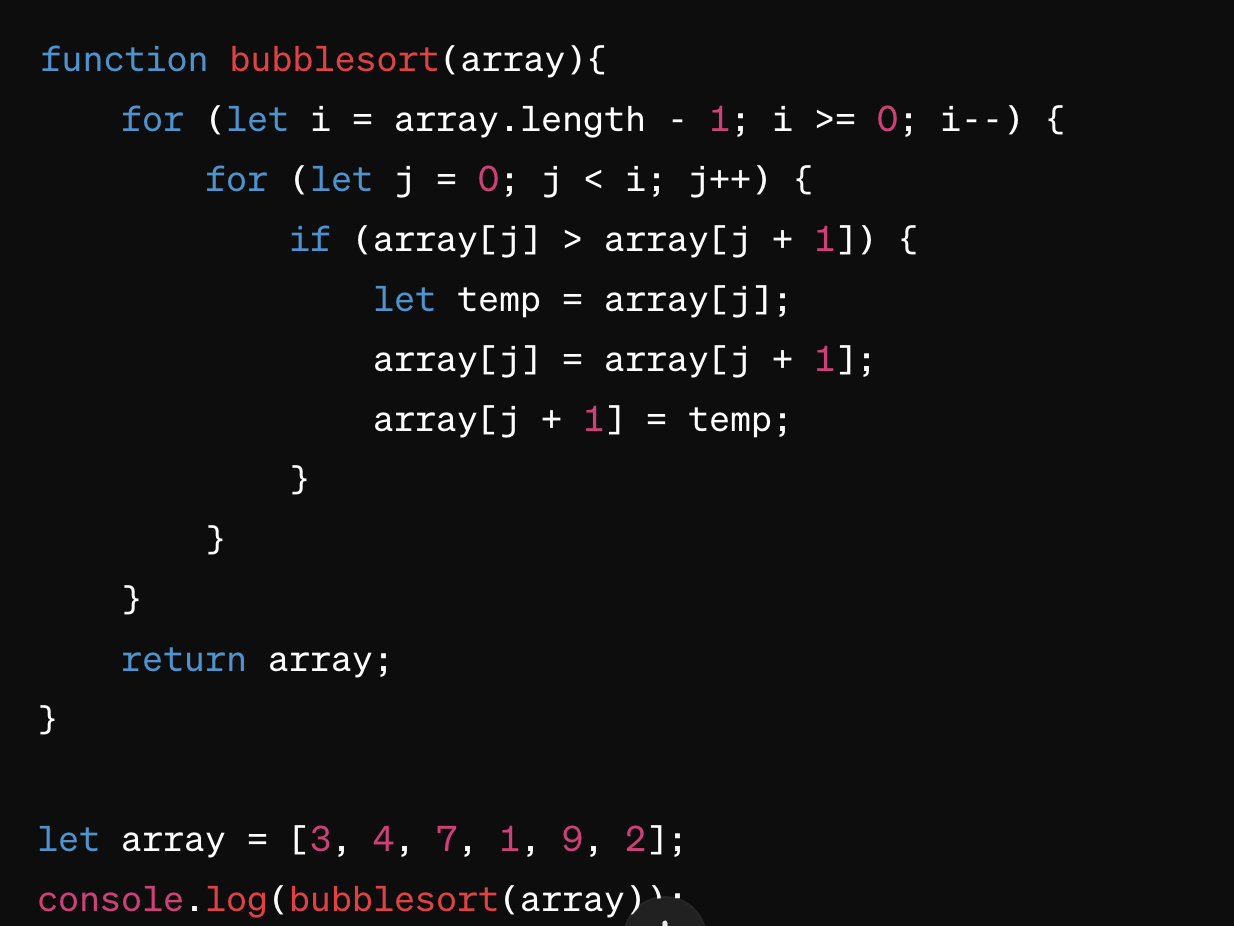 function bubblesort(array){
    for (let i = array.length - 1; i >= 0; i--) {
        for (let j = 0; j < i; j++) {
            if (array[j] > array[j + 1]) {
                let temp = array[j];
                array[j] = array[j + 1];
                array[j + 1] = temp;
            }
        }
    }
    return array;
}

let array = [3, 4, 7, 1, 9, 2];
console.log(bubblesort(array));